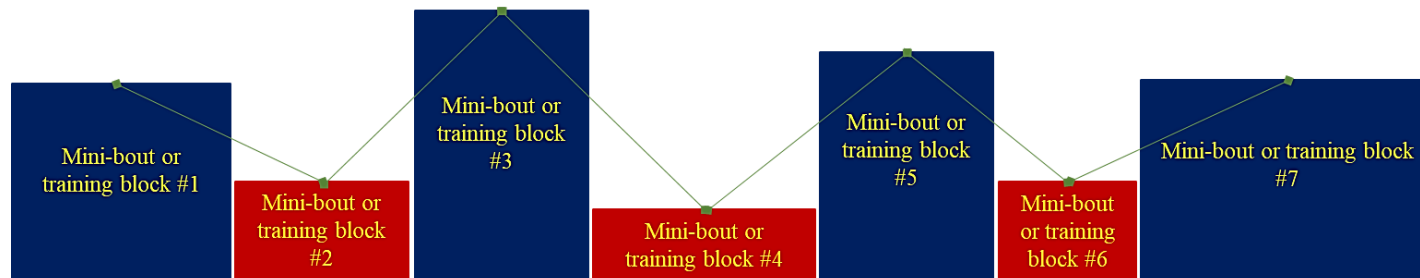 Mini-bout or
training block #1
Mini-bout or
training block
#2
Mini-bout or
training block
#3
Mini-bout or
training block #4
Mini-bout or
training block
#5
Mini-bout
or training
block #6
Mini-bout or training block
#7